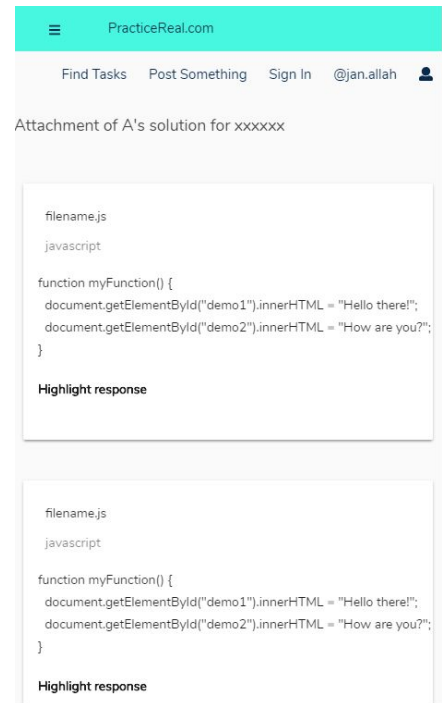 PracticeReal.com
Find Tasks Post Something Sign In @jan.allah
Attachment of A's solution for xxxxxx
filename.js
javascript
function myFunction() {
document.getElementById("demo1").innerHTML = "Hello there!";
document.getElementById("demo2").innerHTML = "How are you?";
}
Highlight response
filename.js
javascript
function myFunction() {
document.getElementById("demo1").innerHTML = "Hello there!";
document.getElementById("demo2").innerHTML = "How are you?";
}
Highlight response